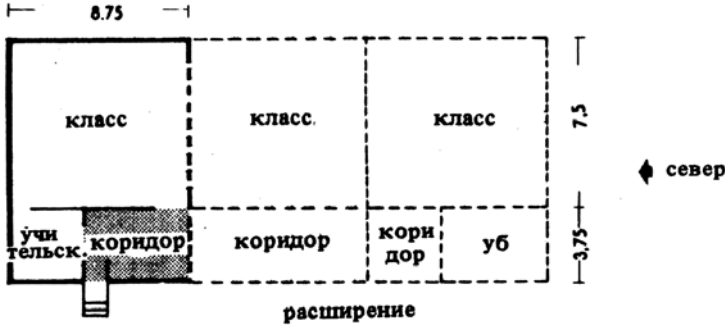 8.75
класс
класс.
класс
7,5
север
учи
тельск.
коридор
коридор
кори
дор
уб
3,75
расширение